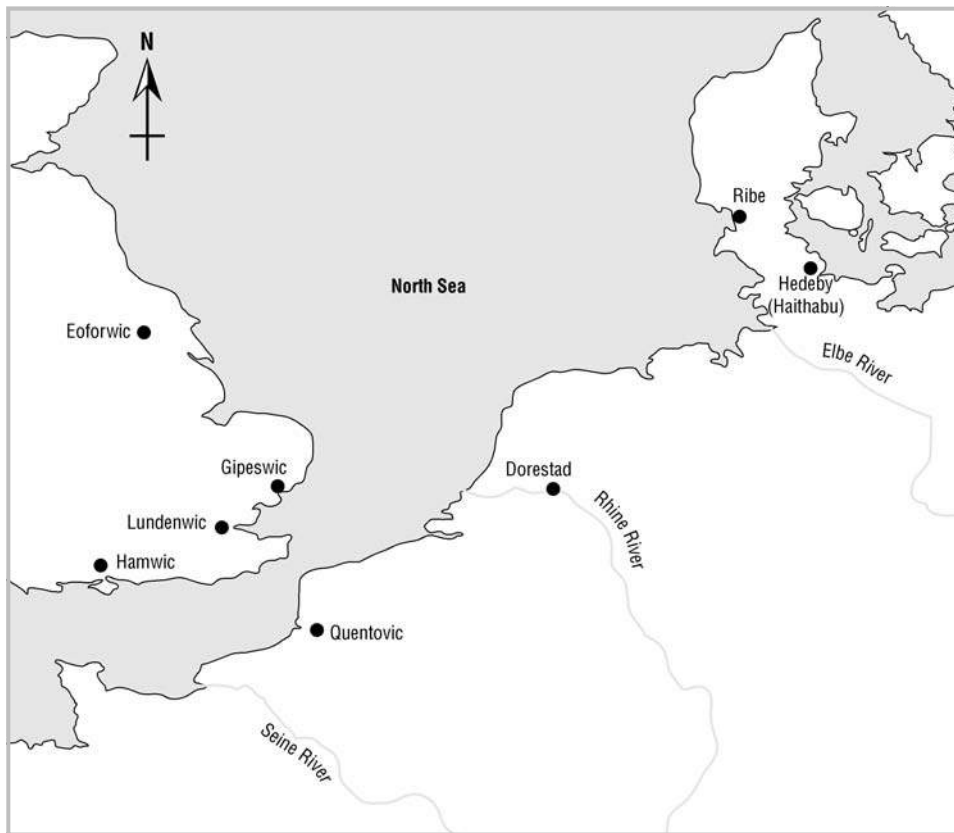 N
Ribe
North Sea
Hedeby
(Haithabu)
Eoforwic
Elbe River
Gipeswic
Dorestad
Rhine River
Lundenwic
Hamwic
Quentovic
Seine River